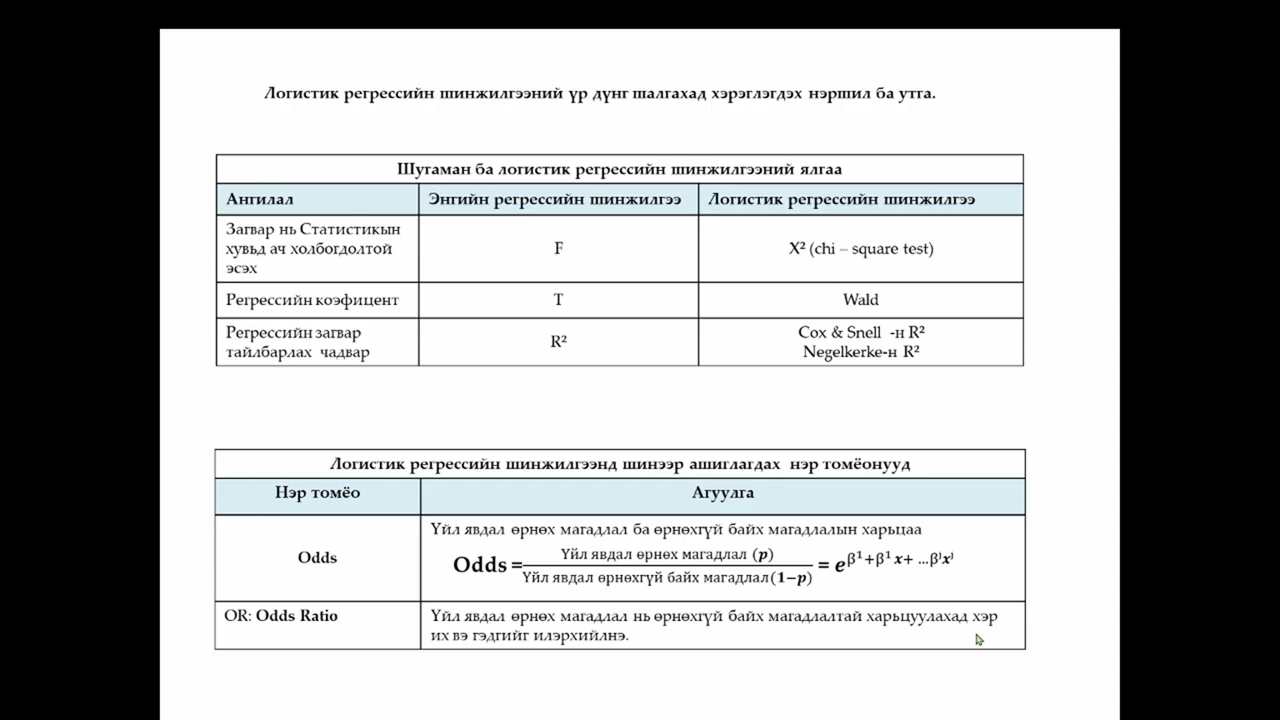 Логистик регрессийн шинжилгээний үр дүнг шалгахад хэрэглэгдэх нэршил ба утга.
Шугаман ба логистик регрессийн шинжилгээний ялгаа
Ангилал Энгийн регрессийн шинжилгээ Логистик регрессийн шинжилгээ
Загвар нь Статистикын
хувьд ач холбогдолтой
эсэх
F
X² (chi – square test)
Регрессийн коэфицент T Wald
Регрессийн загвар
тайлбарлах чадвар
R²
Cox & Snell -н R²
Negelkerke-н R²
Логистик регрессийн шинжилгээнд шинээр ашиглагдах нэр томёонууд
Нэр томёо Агуулга
Odds
Үйл явдал өрнөх магадлал ба өрнөхгүй байх магадлалын харьцаа
Odds = Үйл явдал өрнөх магадлал (p) / Үйл явдал өрнөхгүй байх магадлал(1−p) = e^β¹+β¹x+ ...βʲxʲ
OR: Odds Ratio
Үйл явдал өрнөх магадлал нь өрнөхгүй байх магадлалтай харьцуулахад хэр
их вэ гэдгийг илэрхийлнэ.